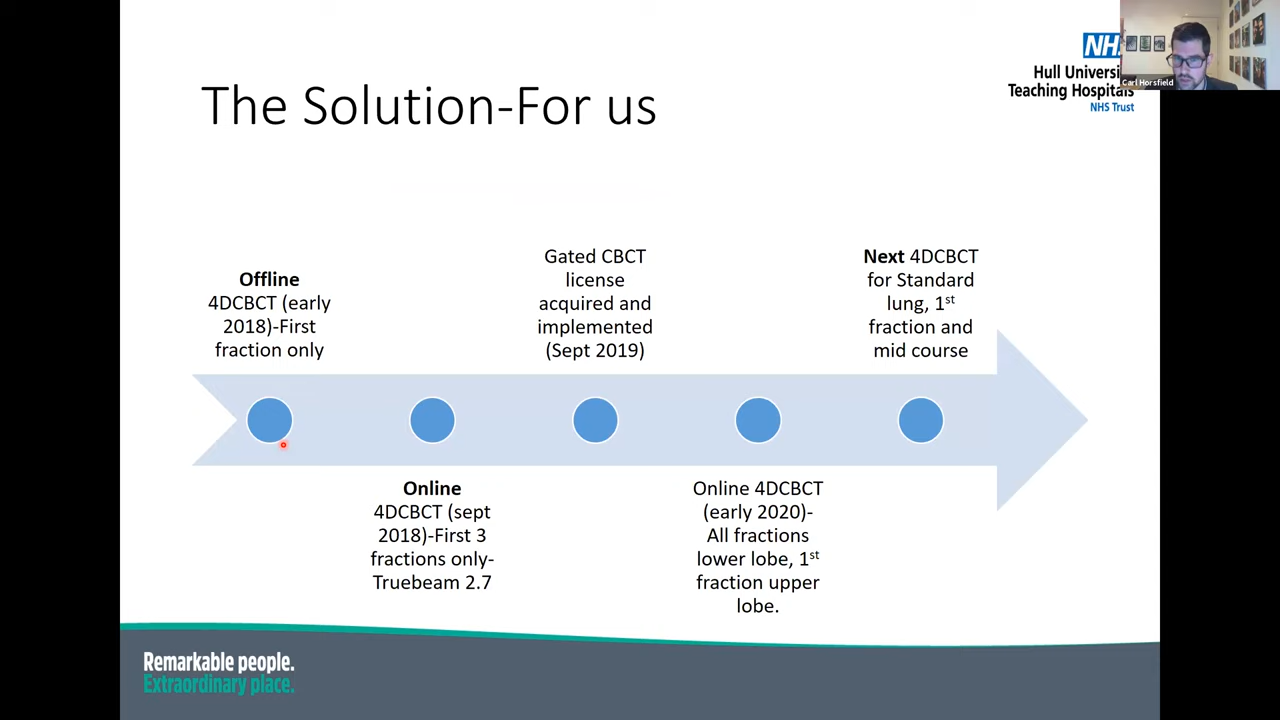 The Solution-For us
NHS
Hull University
Teaching Hospitals
NHS Trust
Carl Horsfield
Offline
4DCBCT (early
2018)-First
fraction only
Online
4DCBCT (sept
2018)-First 3
fractions only-
Truebeam 2.7
Gated CBCT
license
acquired and
implemented
(Sept 2019)
Online 4DCBCT
(early 2020)-
All fractions
lower lobe, 1st
fraction upper
lobe.
Next 4DCBCT
for Standard
lung, 1st
fraction and
mid course
Remarkable people.
Extraordinary place.